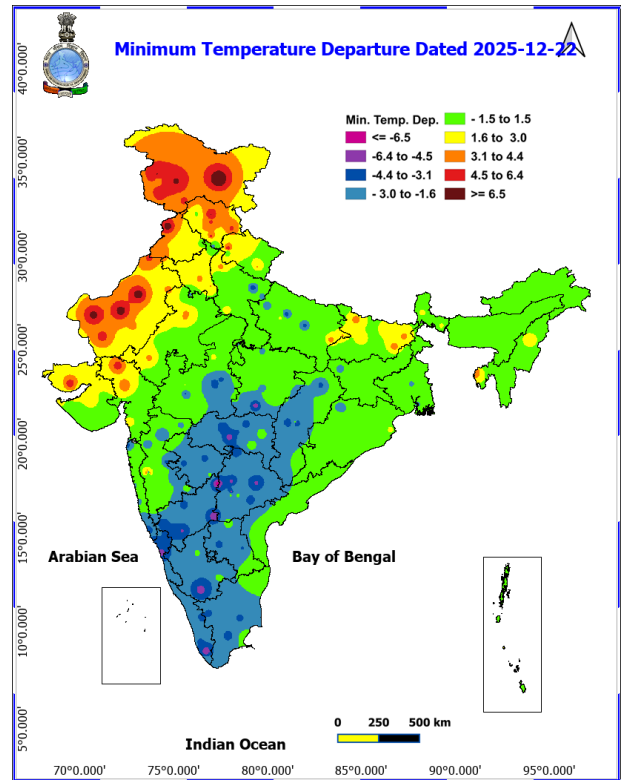 Minimum Temperature Departure Dated 2025-12-22
Min. Temp. Dep.
<= -6.5
-6.4 to -4.5
-4.4 to -3.1
- 3.0 to -1.6
- 1.5 to 1.5
1.6 to 3.0
3.1 to 4.4
4.5 to 6.4
>= 6.5
40°0.000'
35°0.000'
30°0.000'
25°0.000'
20°0.000'
15°0.000'
10°0.000'
5°0.000'
Arabian Sea
Bay of Bengal
Indian Ocean
0 250 500 km
70°0.000' 75°0.000' 80°0.000' 85°0.000' 90°0.000' 95°0.000'